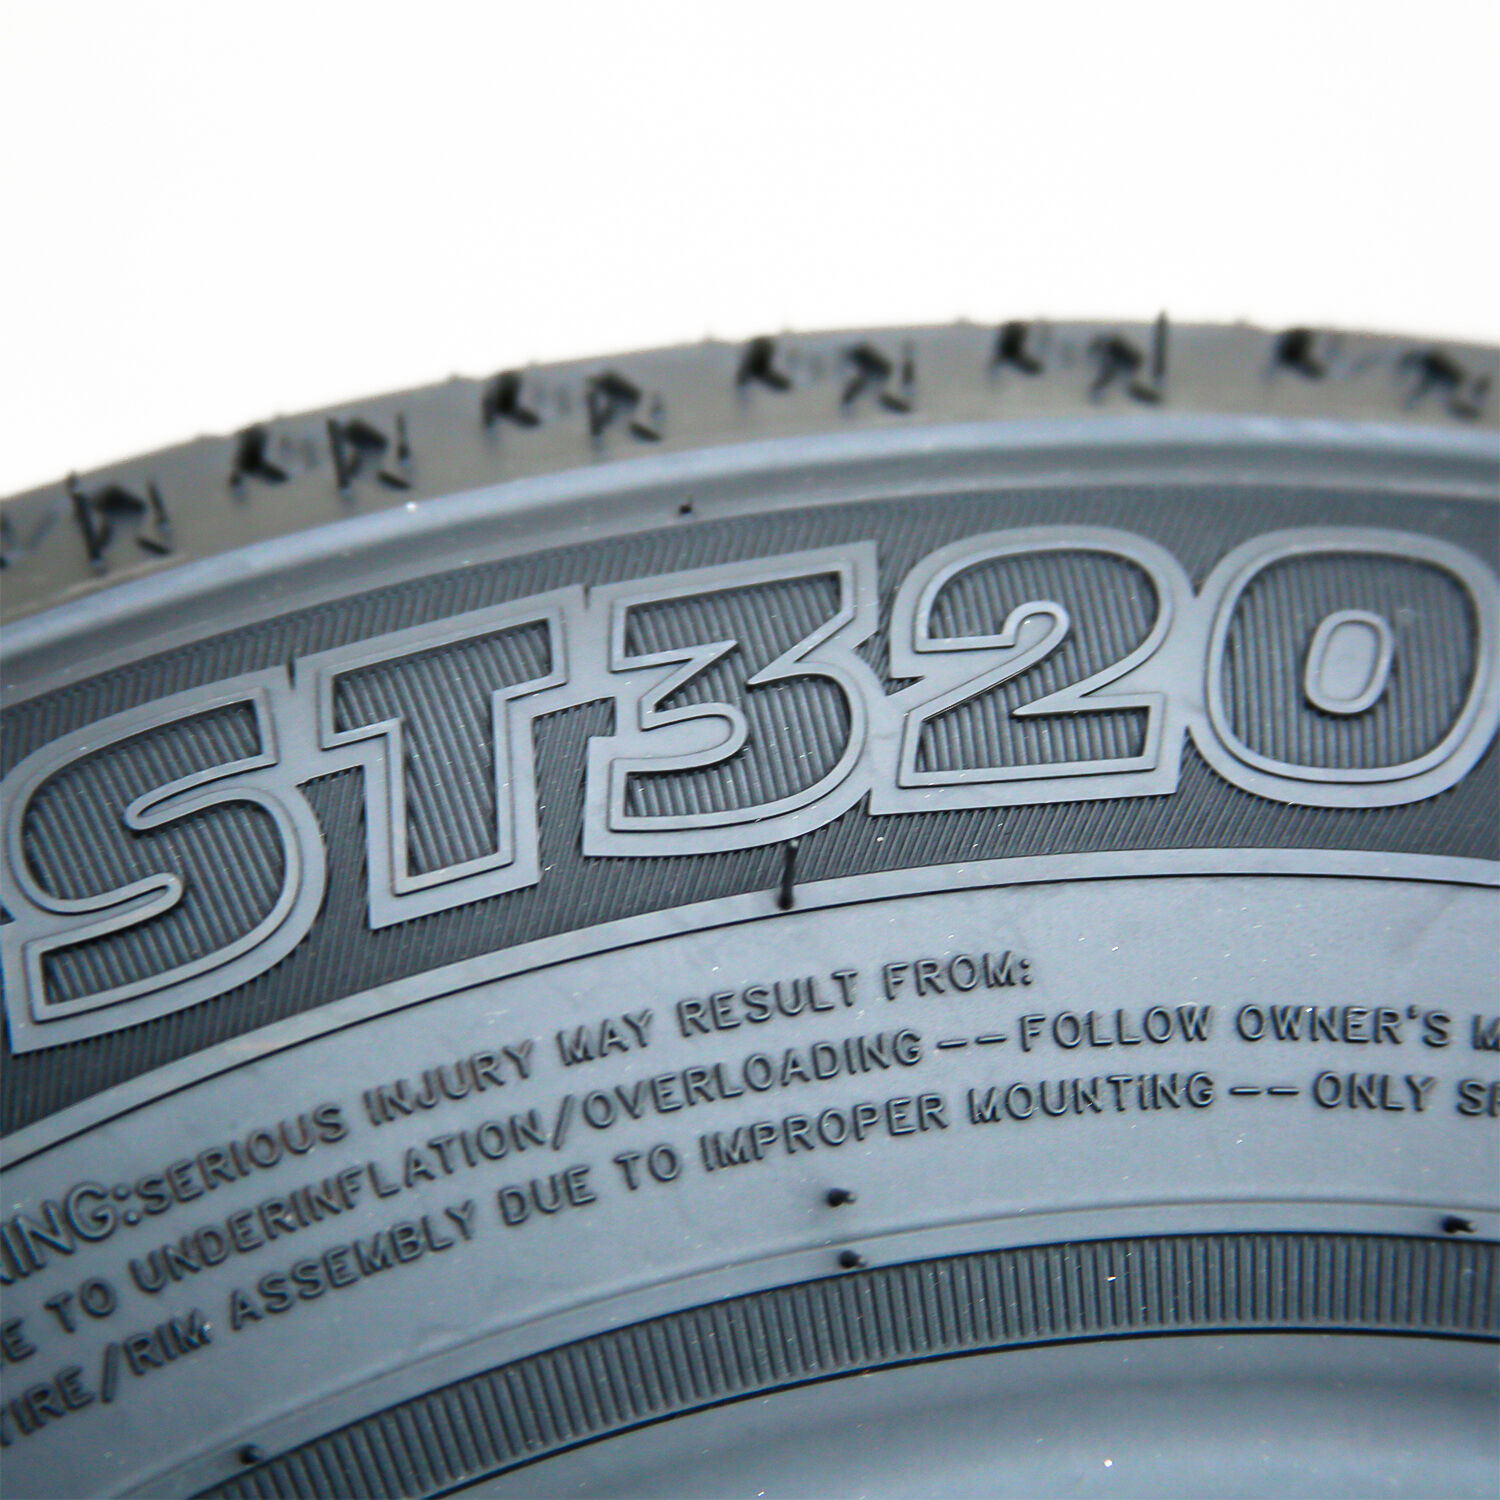 ST320
SERIOUS INJURY MAY RESULT FROM:
TO UNDERINFLATION/OVERLOADING -- FOLLOW OWNER'S
TIRE/RIM ASSEMBLY DUE TO IMPROPER MOUNTING -- ONLY